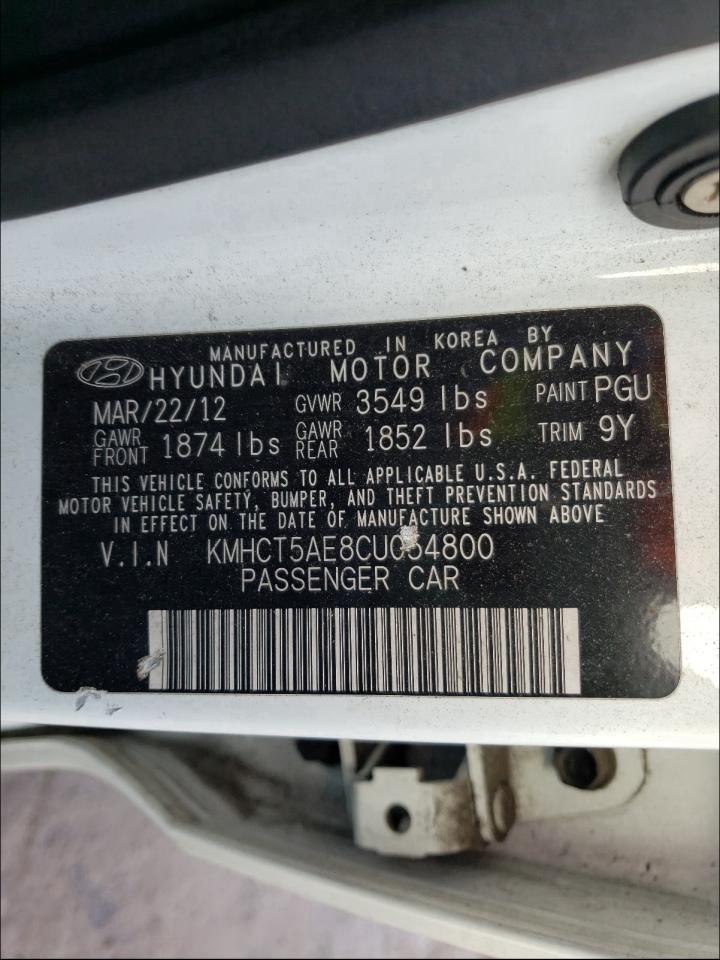 MANUFACTURED IN KOREA BY
HYUNDAI MOTOR COMPANY
MAR/22/12 GVWR 3549 lbs PAINT PGU
GAWR FRONT 1874 lbs GAWR REAR 1852 lbs TRIM 9Y
THIS VEHICLE CONFORMS TO ALL APPLICABLE U.S.A. FEDERAL
MOTOR VEHICLE SAFETY, BUMPER, AND THEFT PREVENTION STANDARDS
IN EFFECT ON THE DATE OF MANUFACTURE SHOWN ABOVE
V.I.N KMHCT5AE8CU054800
PASSENGER CAR